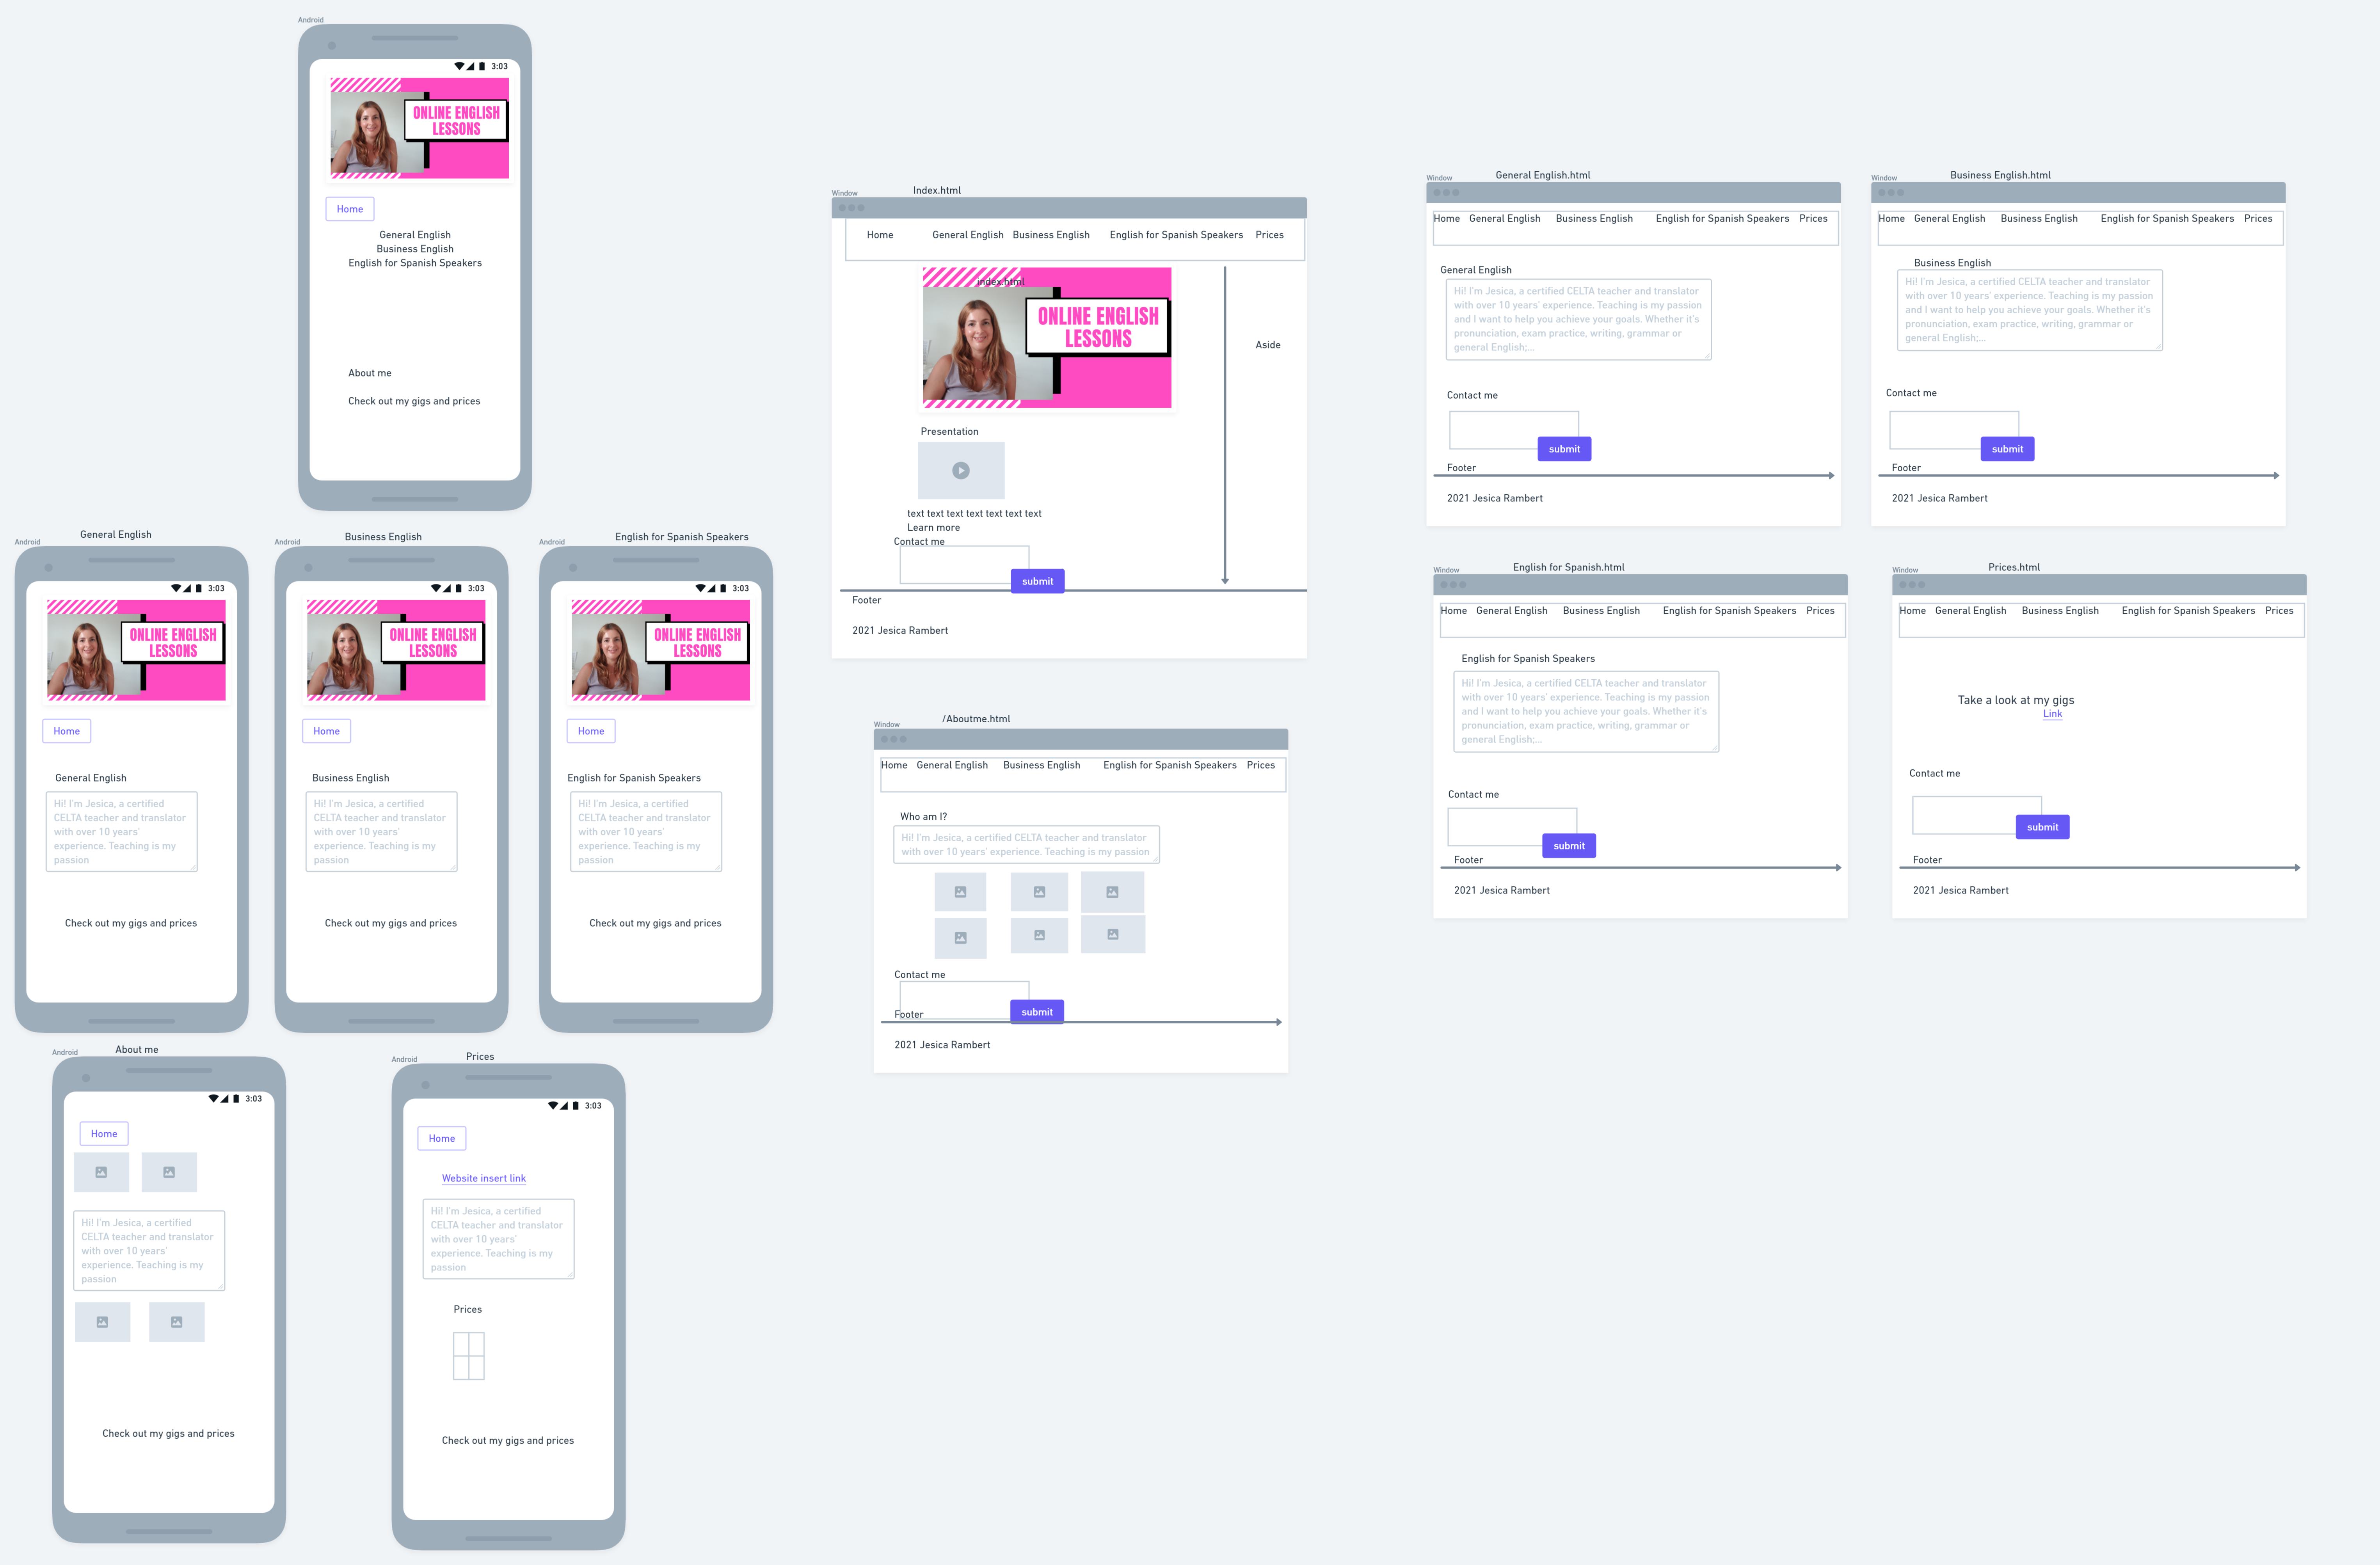 Android
3:03
ONLINE ENGLISH
LESSONS
Home
General English
Business English
English for Spanish Speakers
About me
Check out my gigs and prices
General English
Android
3:03
ONLINE ENGLISH
LESSONS
Home
General English
Hi! I'm Jesica, a certified
CELTA teacher and translator
with over 10 years'
experience. Teaching is my
passion
Check out my gigs and prices
Business English
Android
3:03
ONLINE ENGLISH
LESSONS
Home
Business English
Hi! I'm Jesica, a certified
CELTA teacher and translator
with over 10 years'
experience. Teaching is my
passion
Check out my gigs and prices
English for Spanish Speakers
Android
3:03
ONLINE ENGLISH
LESSONS
Home
English for Spanish Speakers
Hi! I'm Jesica, a certified
CELTA teacher and translator
with over 10 years'
experience. Teaching is my
passion
Check out my gigs and prices
About me
Android
3:03
Home
Hi! I'm Jesica, a certified
CELTA teacher and translator
with over 10 years'
experience. Teaching is my
passion
Check out my gigs and prices
Prices
Android
3:03
Home
Website insert link
Hi! I'm Jesica, a certified
CELTA teacher and translator
with over 10 years'
experience. Teaching is my
passion
Prices
Check out my gigs and prices
Index.html
Window
Home General English Business English English for Spanish Speakers Prices
index.html
ONLINE ENGLISH
LESSONS
Aside
Presentation
text text text text text text text
Learn more
Contact me
submit
Footer
2021 Jesica Rambert
/Aboutme.html
Window
Home General English Business English English for Spanish Speakers Prices
Who am I?
Hi! I'm Jesica, a certified CELTA teacher and translator
with over 10 years' experience. Teaching is my passion
Contact me
submit
Footer
2021 Jesica Rambert
General English.html
Window
Home General English Business English English for Spanish Speakers Prices
General English
Hi! I'm Jesica, a certified CELTA teacher and translator
with over 10 years' experience. Teaching is my passion
and I want to help you achieve your goals. Whether it's
pronunciation, exam practice, writing, grammar or
general English;...
Contact me
submit
Footer
2021 Jesica Rambert
Business English.html
Window
Home General English Business English English for Spanish Speakers Prices
Business English
Hi! I'm Jesica, a certified CELTA teacher and translator
with over 10 years' experience. Teaching is my passion
and I want to help you achieve your goals. Whether it's
pronunciation, exam practice, writing, grammar or
general English;...
Contact me
submit
Footer
2021 Jesica Rambert
English for Spanish.html
Window
Home General English Business English English for Spanish Speakers Prices
English for Spanish Speakers
Hi! I'm Jesica, a certified CELTA teacher and translator
with over 10 years' experience. Teaching is my passion
and I want to help you achieve your goals. Whether it's
pronunciation, exam practice, writing, grammar or
general English;...
Contact me
submit
Footer
2021 Jesica Rambert
Prices.html
Window
Home General English Business English English for Spanish Speakers Prices
Take a look at my gigs
Link
Contact me
submit
Footer
2021 Jesica Rambert